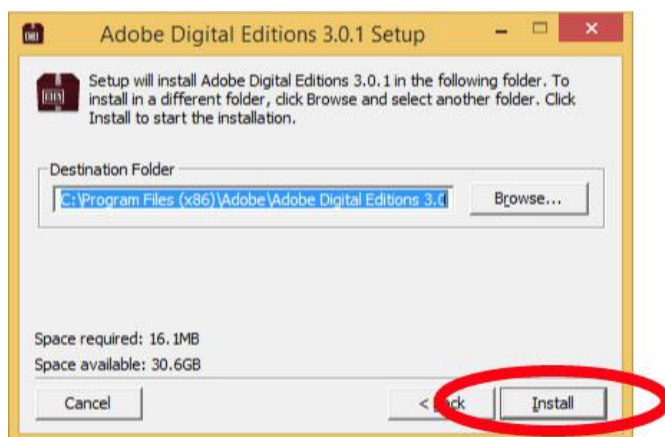 Adobe Digital Editions 3.0.1 Setup
Setup will install Adobe Digital Editions 3.0.1 in the following folder. To
install in a different folder, click Browse and select another folder. Click
Install to start the installation.
Destination Folder
C:\Program Files (x86)\Adobe\Adobe Digital Editions 3.0
Browse...
Space required: 16.1MB
Space available: 30.6GB
Cancel
< Back
Install